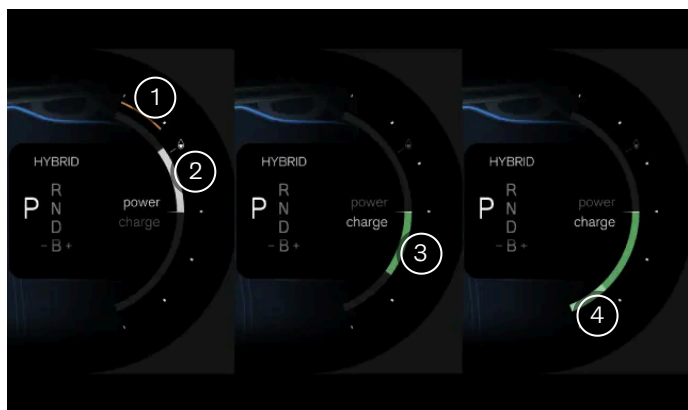 1
2
HYBRID
P
R
N
D
– B +
power
charge
HYBRID
P
R
N
D
– B +
power
charge
3
HYBRID
P
R
N
D
– B +
power
charge
4